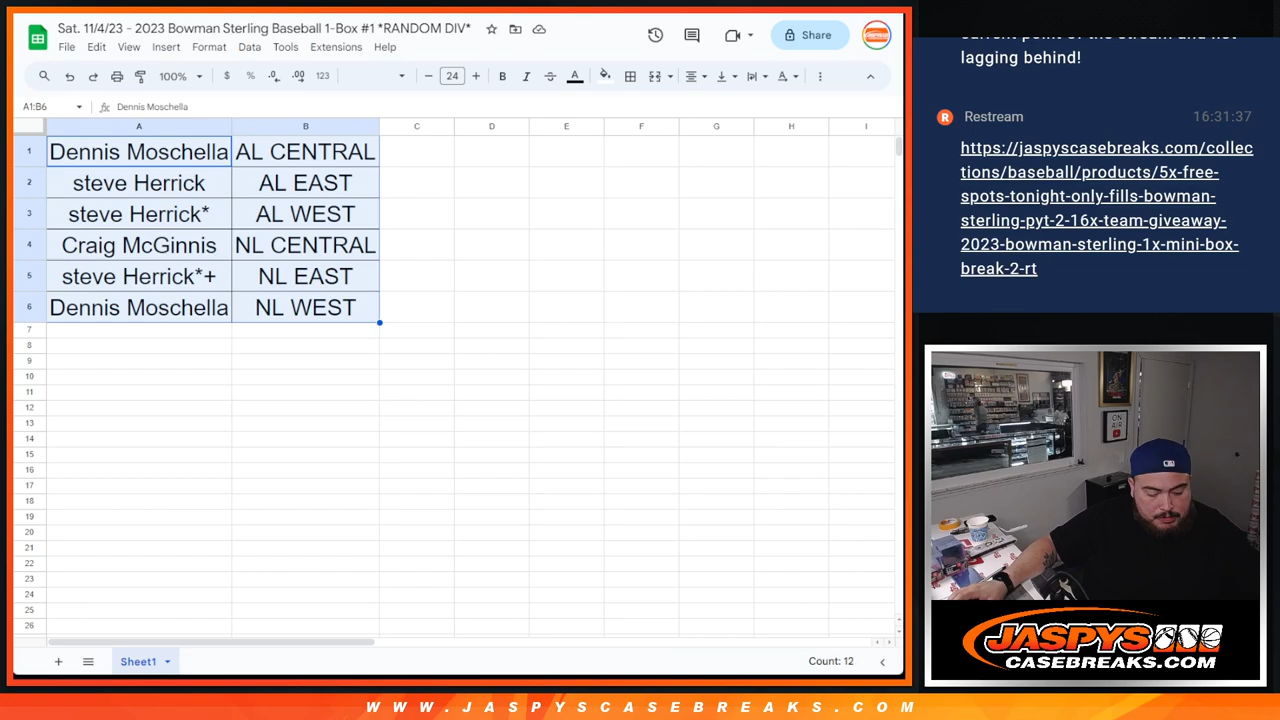 Sat. 11/4/23 - 2023 Bowman Sterling Baseball 1-Box #1 *RANDOM DIV*
File Edit View Insert Format Data Tools Extensions Help
Share
100% $ % .0 .00 123 24 B I S A
A1:B6 fx Dennis Moschella
A B C D E F G H I
1 Dennis Moschella AL CENTRAL
2 steve Herrick AL EAST
3 steve Herrick* AL WEST
4 Craig McGinnis NL CENTRAL
5 steve Herrick*+ NL EAST
6 Dennis Moschella NL WEST
7
8
9
10
11
12
13
14
15
16
17
18
19
20
21
22
23
24
25
26
Sheet1 Count: 12
current point of the stream and not
lagging behind!
R Restream 16:31:37
https://jaspyscasebreaks.com/collec
tions/baseball/products/5x-free-
spots-tonight-only-fills-bowman-
sterling-pyt-2-16x-team-giveaway-
2023-bowman-sterling-1x-mini-box-
break-2-rt
ON
AIR
JASPYS
CASEBREAKS.COM
WWW.JASPYSCASEBREAKS.COM